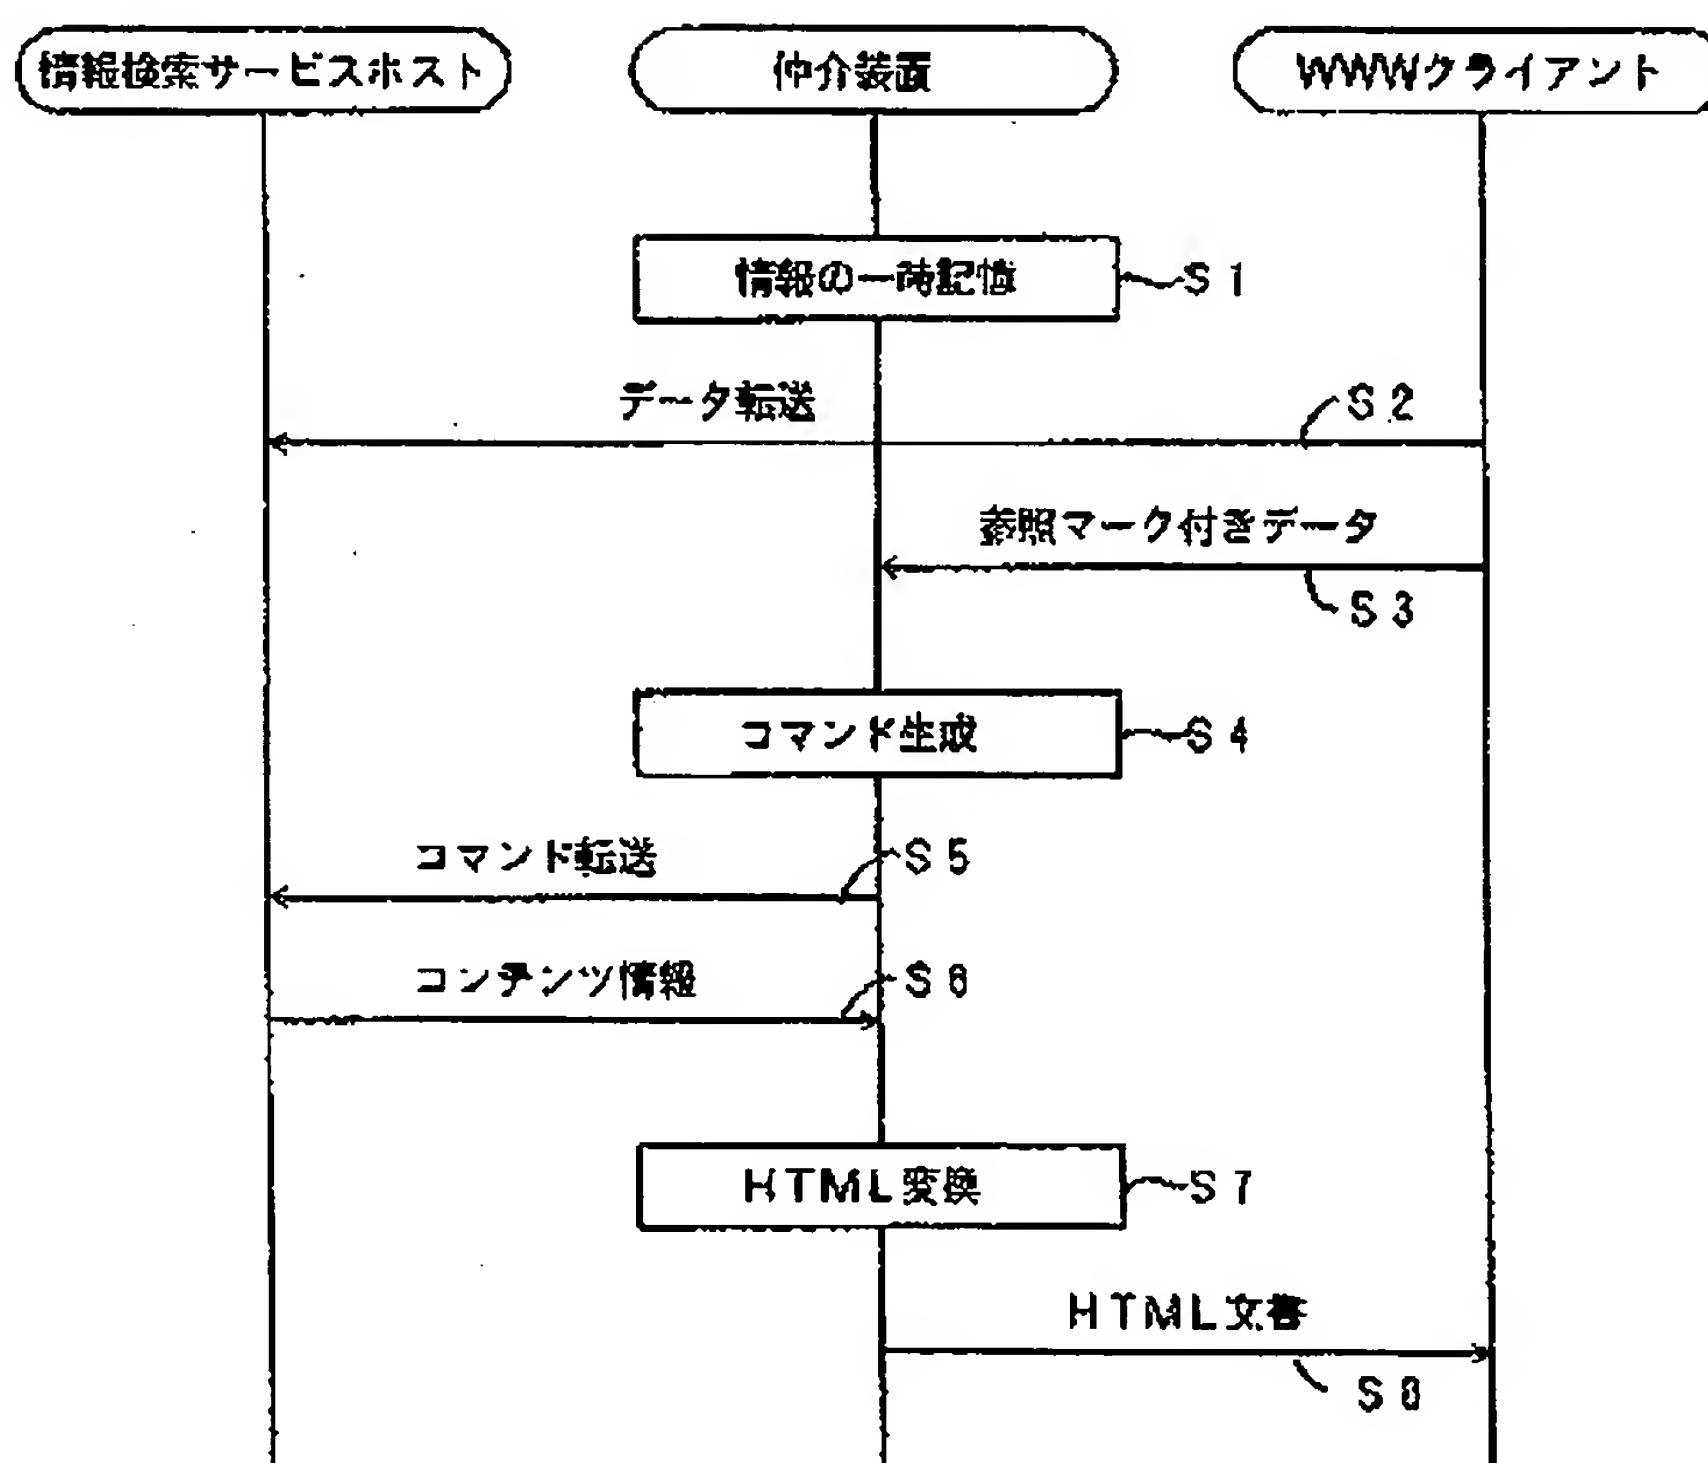 情報検索サービスホスト
仲介装置
WWWクライアント
情報の一時記憶
S1
データ転送
S2
参照マーク付きデータ
S3
コマンド生成
S4
コマンド転送
S5
コンテンツ情報
S6
HTML変換
S7
HTML文書
S8